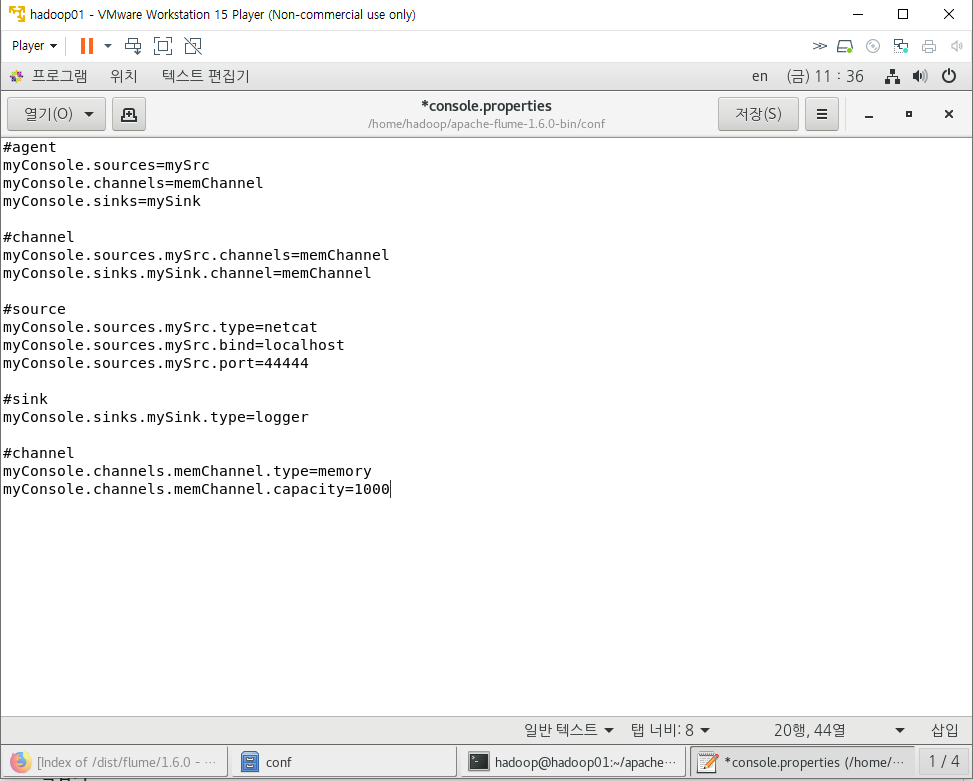 hadoop01 - VMware Workstation 15 Player (Non-commercial use only)
Player
프로그램 위치 텍스트 편집기 en (금) 11 : 36
열기(O) *console.properties 저장(S)
/home/hadoop/apache-flume-1.6.0-bin/conf
#agent
myConsole.sources=mySrc
myConsole.channels=memChannel
myConsole.sinks=mySink
#channel
myConsole.sources.mySrc.channels=memChannel
myConsole.sinks.mySink.channel=memChannel
#source
myConsole.sources.mySrc.type=netcat
myConsole.sources.mySrc.bind=localhost
myConsole.sources.mySrc.port=44444
#sink
myConsole.sinks.mySink.type=logger
#channel
myConsole.channels.memChannel.type=memory
myConsole.channels.memChannel.capacity=1000
일반 텍스트 탭 너비: 8 20행, 44열 삽입
[Index of /dist/flume/1.6.0 - ··· conf hadoop@hadoop01:~/apache··· *console.properties (/home/··· 1 / 4